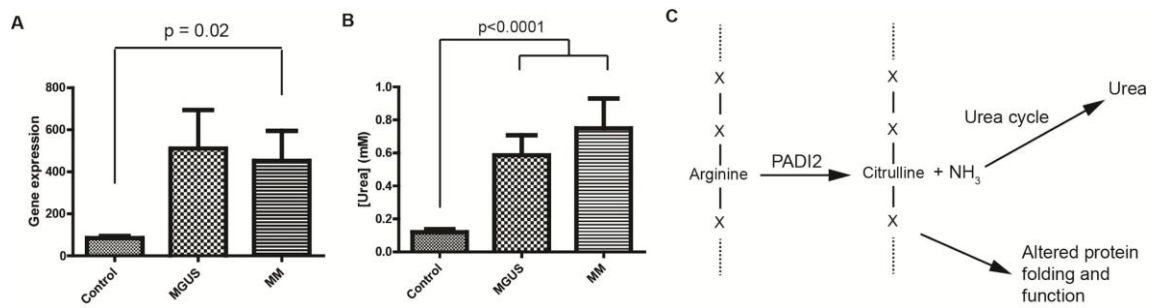 A
p = 0.02
Gene expression
800
600
400
200
0
Control
MGUS
MM
B
p<0.0001
[Urea] (mM)
1.0
0.8
0.6
0.4
0.2
0.0
Control
MGUS
MM
C
X
X
Arginine
X
PADI2
X
X
Citrulline + NH3
X
Urea cycle
Urea
Altered protein
folding and
function